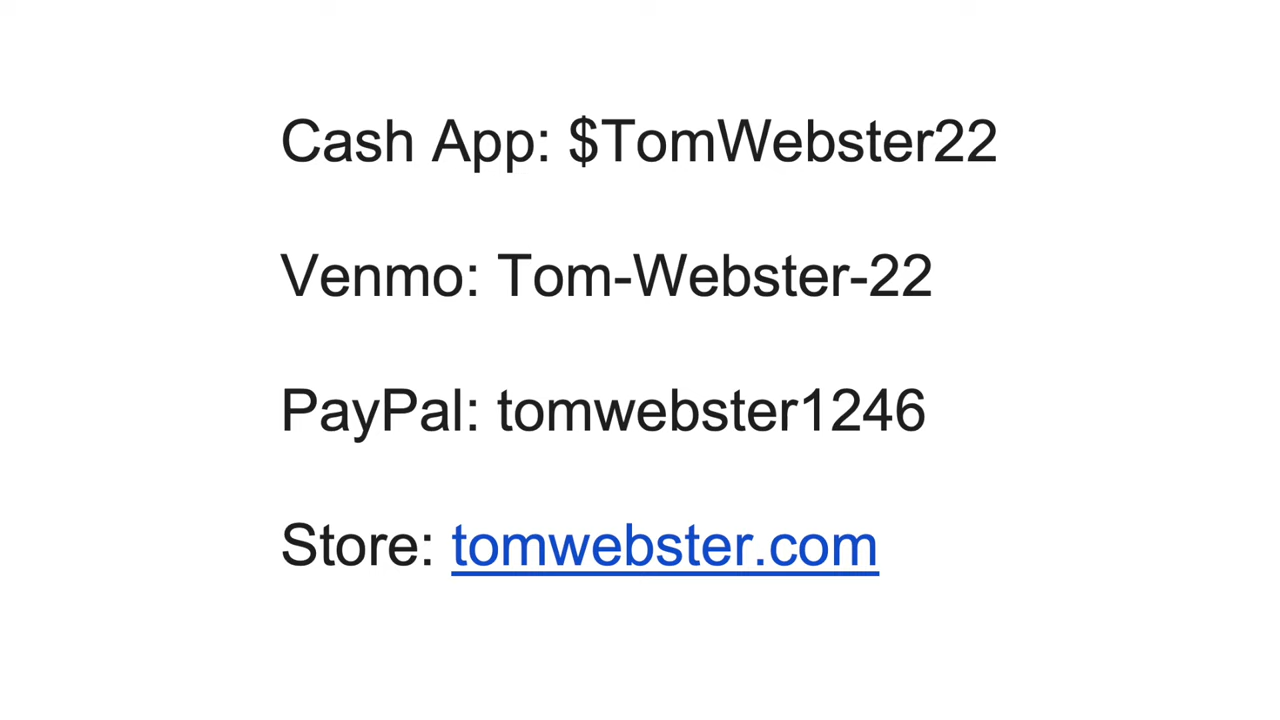 Cash App: $TomWebster22
Venmo: Tom-Webster-22
PayPal: tomwebster1246
Store: tomwebster.com